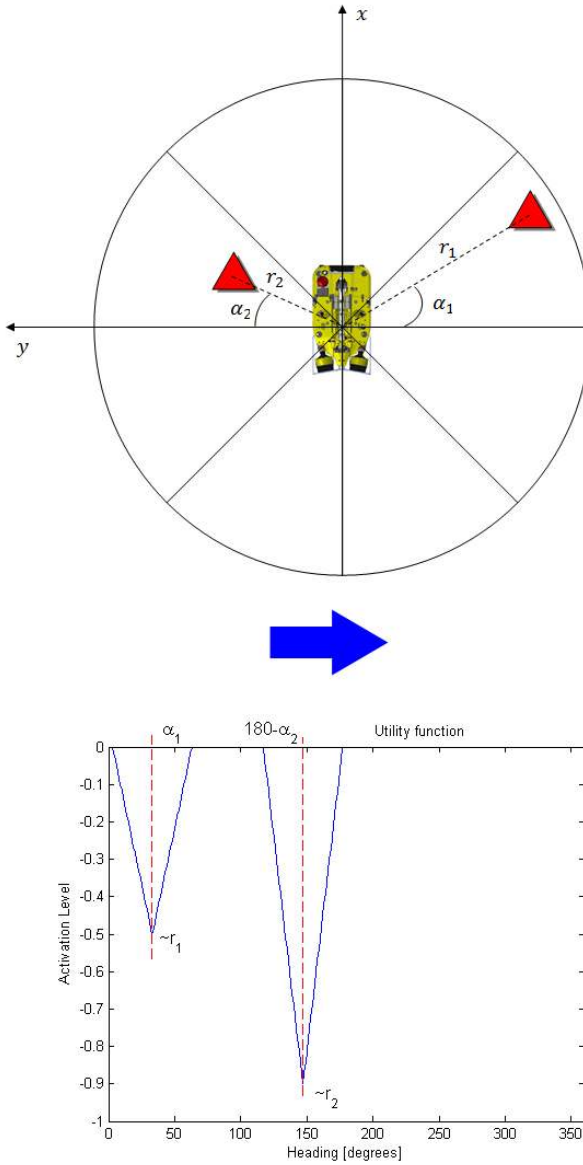 x
r₁
r₂
α₂
α₁
y
α₁ 180-α₂ Utility function
0
-0.1
-0.2
-0.3
-0.4
-0.5
~r₁
-0.6
-0.7
-0.8
-0.9
~r₂
-1
Activation Level
0 50 100 150 200 250 300 350
Heading [degrees]